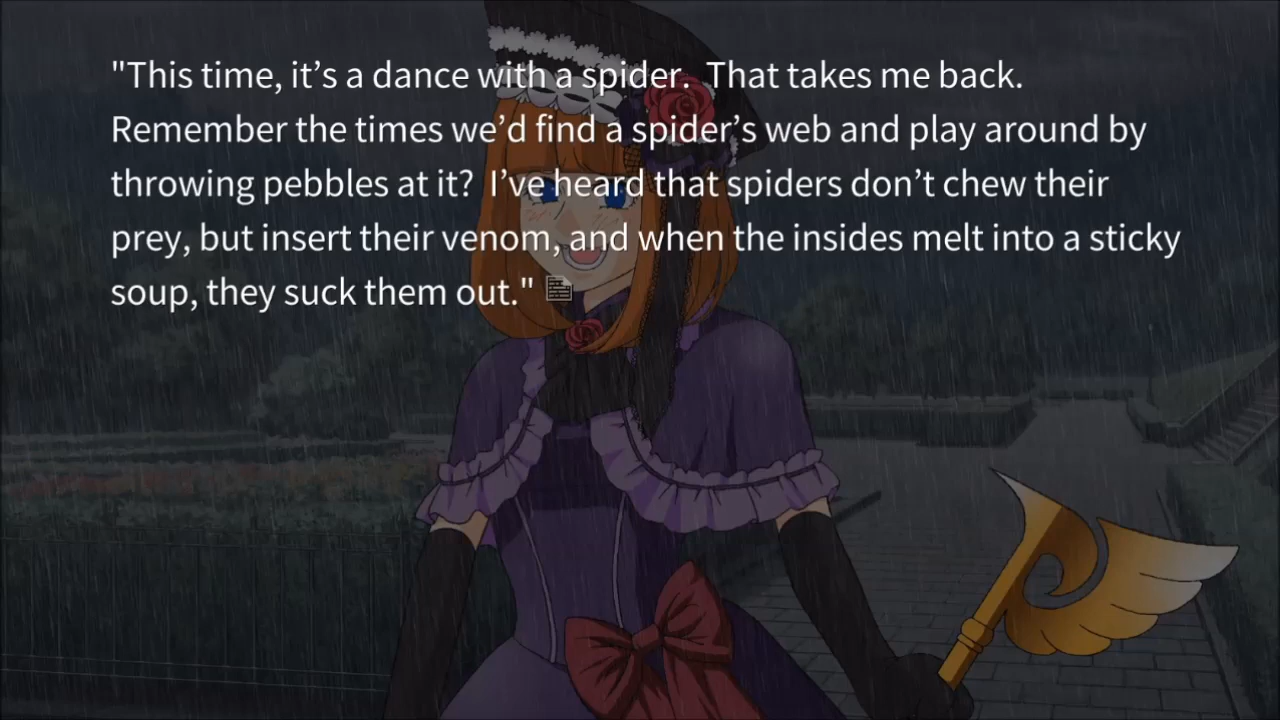 "This time, it’s a dance with a spider.  That takes me back.
Remember the times we’d find a spider’s web and play around by
throwing pebbles at it?  I’ve heard that spiders don’t chew their
prey, but insert their venom, and when the insides melt into a sticky
soup, they suck them out."